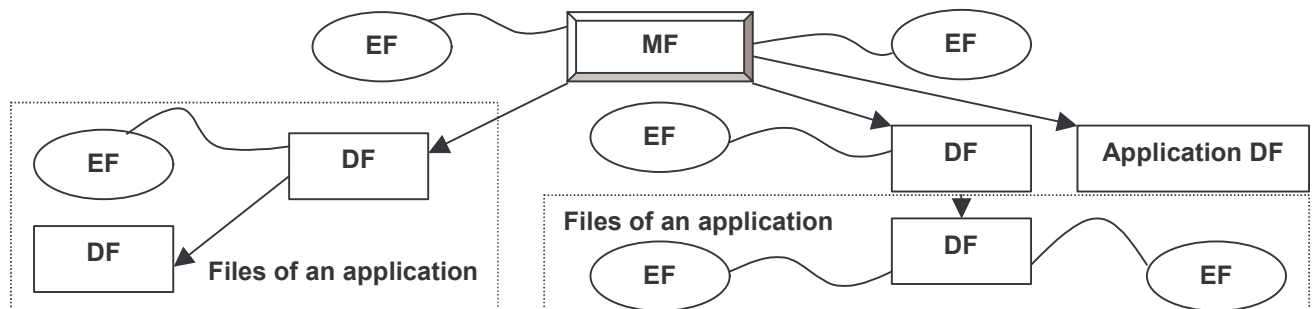 EF
MF
EF
EF
DF
EF
DF
Application DF
DF
Files of an application
Files of an application
DF
EF
EF